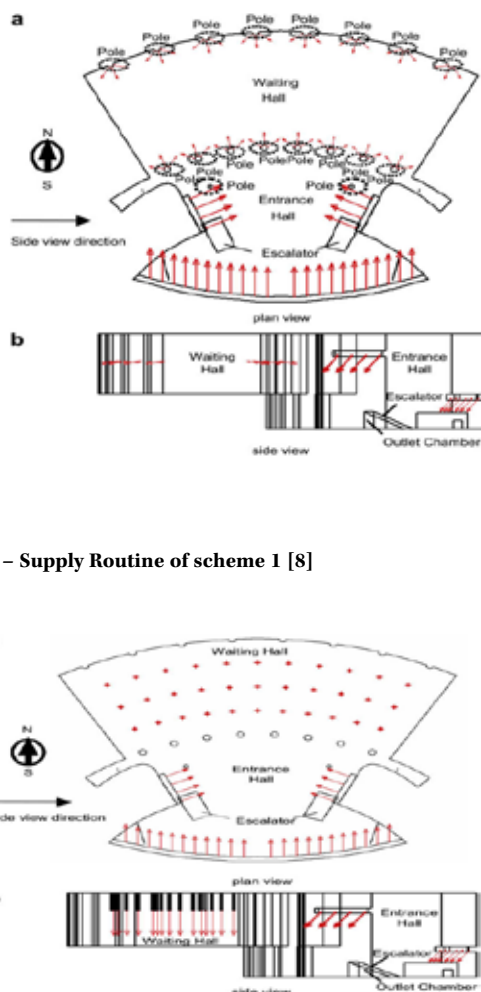 a
Pole Pole Pole Pole Pole Pole Pole Pole
Waiting
Hall
N
S
Pole Pole PolePole Pole Pole
Pole Pole
Pole Pole
Entrance
Hall
Side view direction
Escalator
plan view
b
Waiting
Hall
Entrance
Hall
Escalator
Outlet Chamber
side view
– Supply Routine of scheme 1 [8]
Waiting Hall
N
S
Entrance
Hall
de view direction
Escalator
plan view
Entrance
Hall
Waiting Hall
Escalator
Outlet Chamber
side view